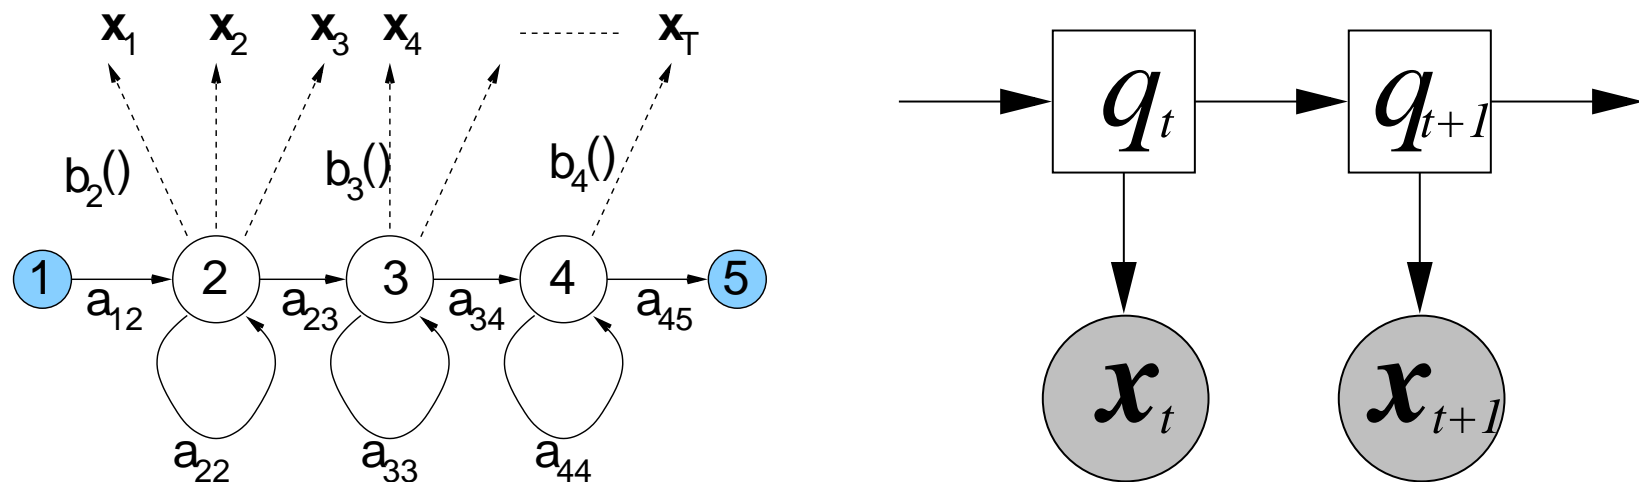 x1 x2 x3 x4 xT
b2() b3() b4()
1 2 3 4 5
a12 a23 a34 a45
a22 a33 a44
qt qt+1
xt xt+1